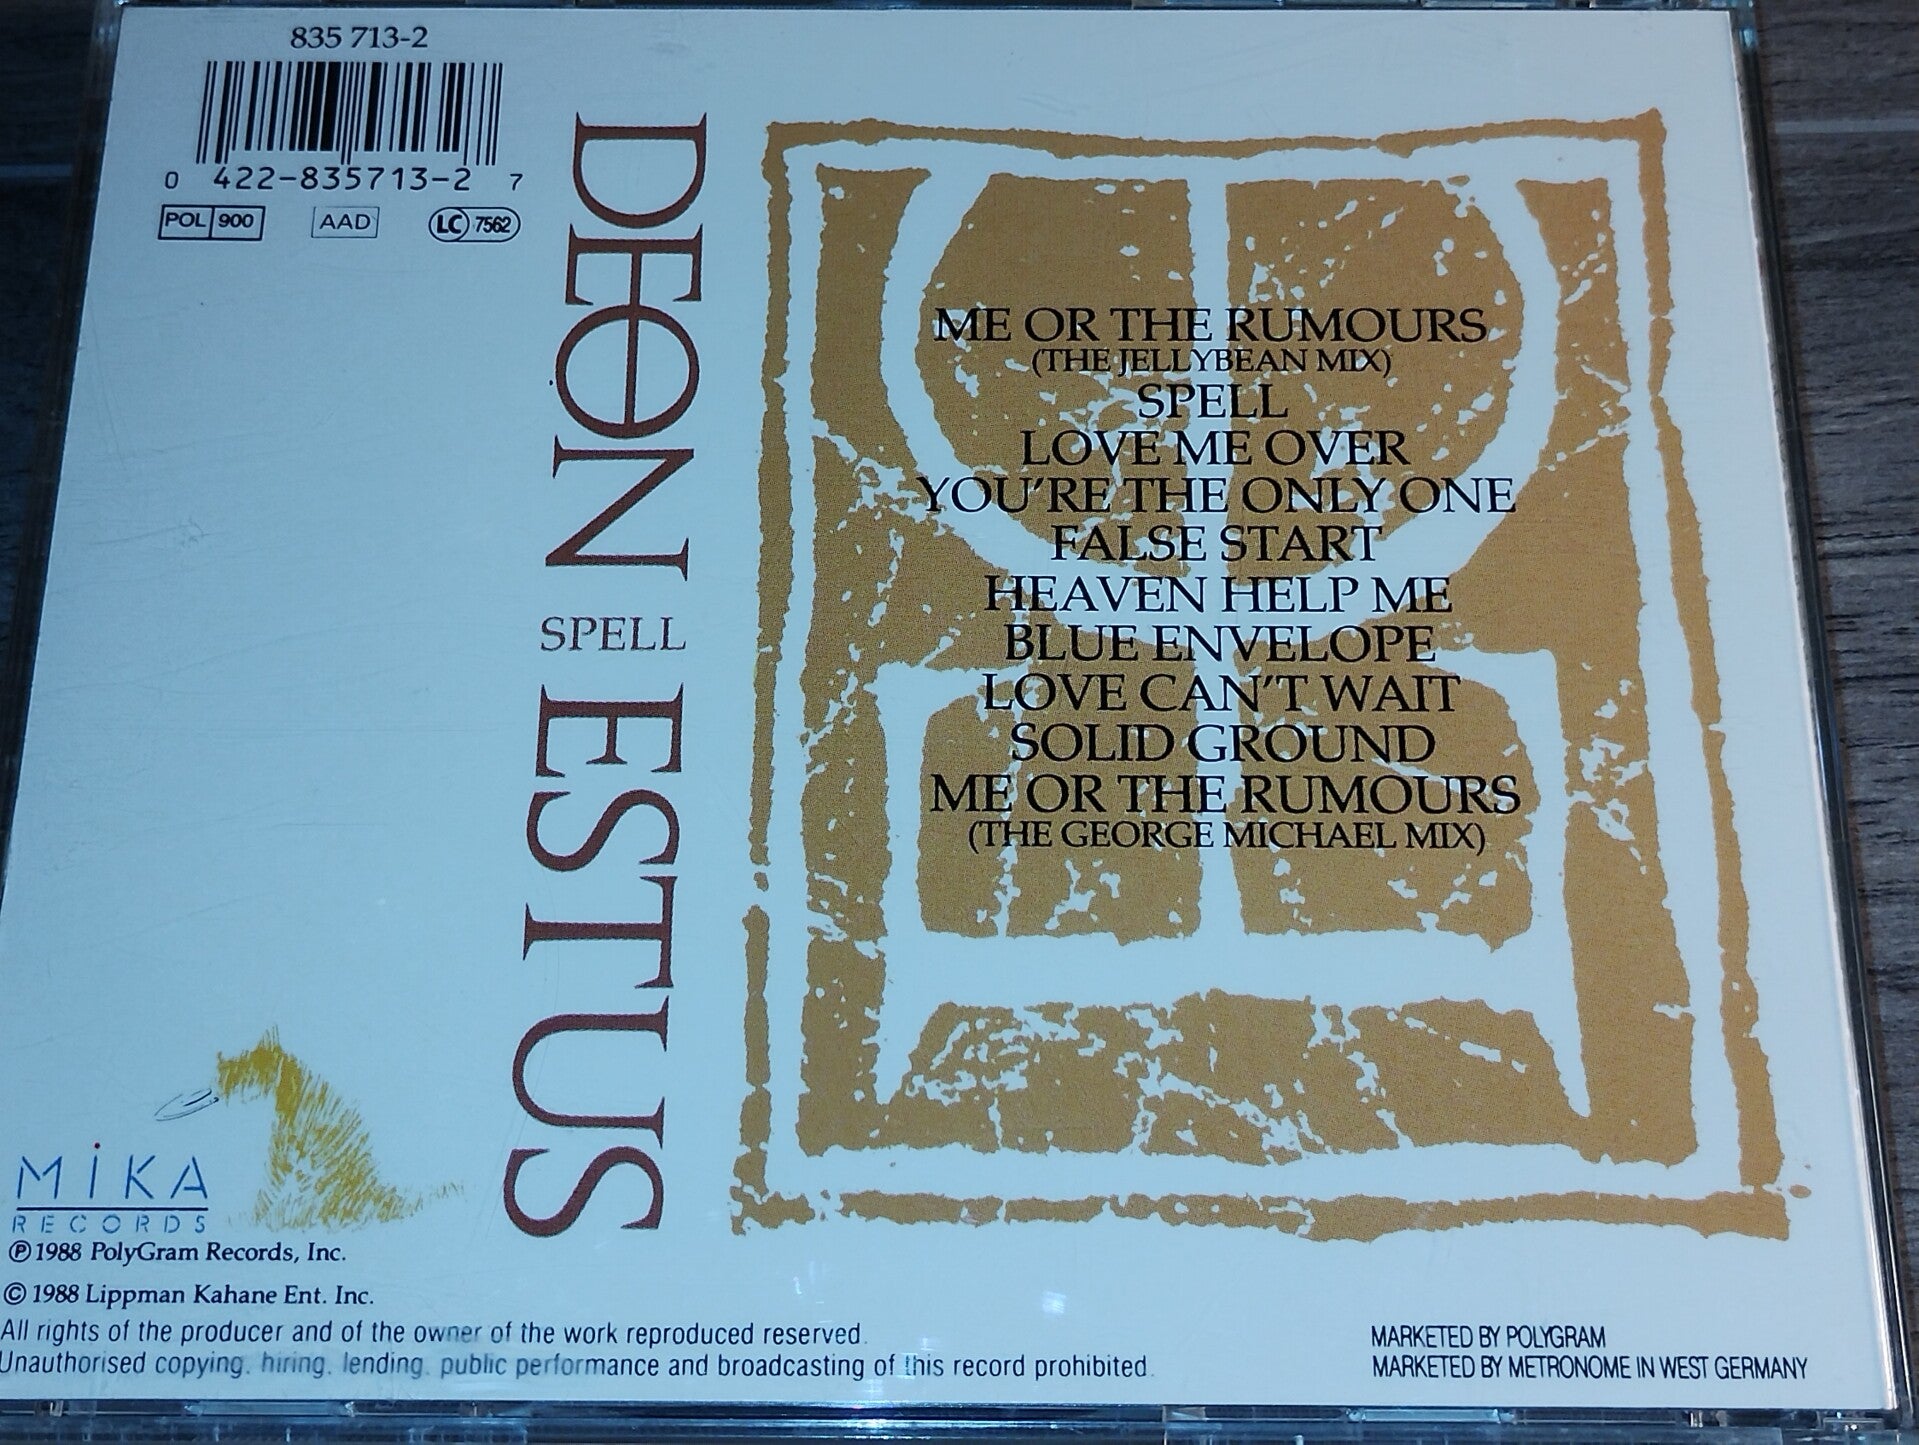 835 713-2
0 422-835713-2 7
POL 900 AAD LC 7562
DEON
SPELL
ESTUS
ME OR THE RUMOURS
(THE JELLYBEAN MIX)
SPELL
LOVE ME OVER
YOU'RE THE ONLY ONE
FALSE START
HEAVEN HELP ME
BLUE ENVELOPE
LOVE CAN'T WAIT
SOLID GROUND
ME OR THE RUMOURS
(THE GEORGE MICHAEL MIX)
MiKA
RECORDS
℗ 1988 PolyGram Records, Inc.
© 1988 Lippman Kahane Ent. Inc.
All rights of the producer and of the owner of the work reproduced reserved.
Unauthorised copying, hiring, lending, public performance and broadcasting of this record prohibited.
MARKETED BY POLYGRAM
MARKETED BY METRONOME IN WEST GERMANY